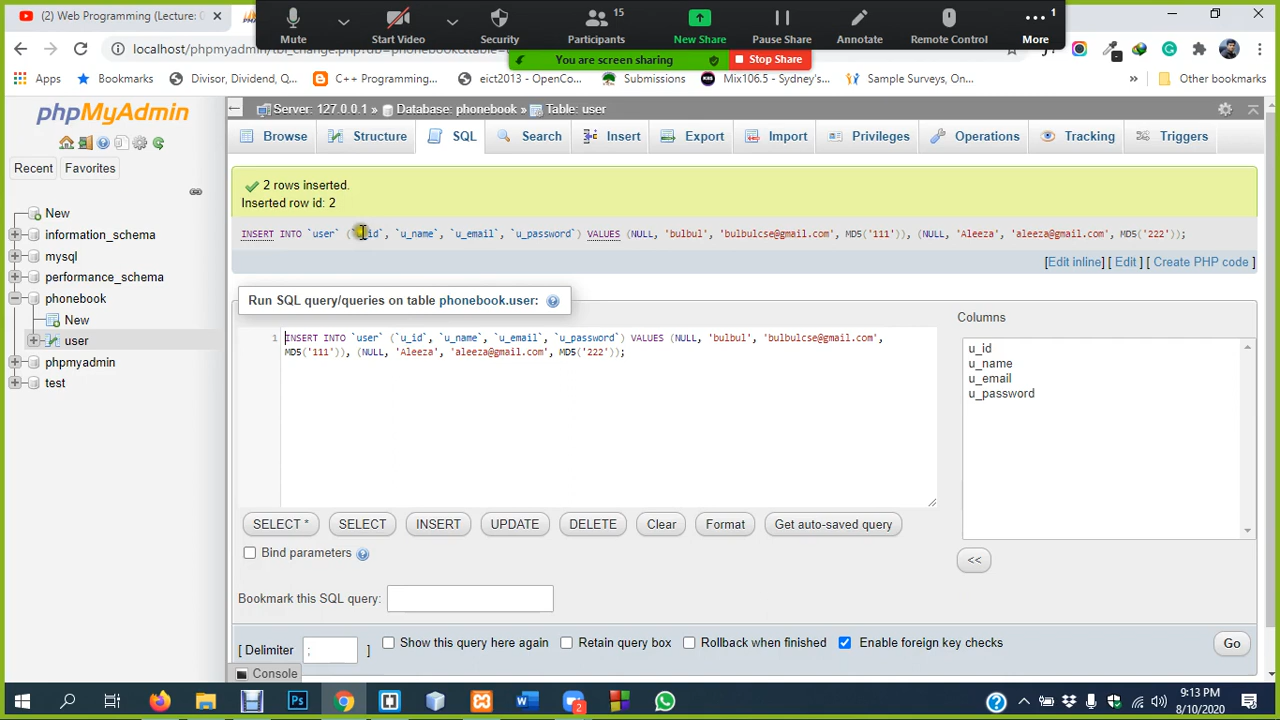 (2) Web Programming (Lecture: 0
Mute
Start Video
Security
15
Participants
New Share
Pause Share
Annotate
Remote Control
1
More
localhost/phpmyadmin/tbl_change.php?db=phonebook&table=
You are screen sharing
Stop Share
Apps
Bookmarks
Divisor, Dividend, Q...
C++ Programming...
eict2013 - OpenCo...
Submissions
Mix106.5 - Sydney's...
Sample Surveys, On...
»
Other bookmarks
phpMyAdmin
Recent
Favorites
New
information_schema
mysql
performance_schema
phonebook
New
user
phpmyadmin
test
Server: 127.0.0.1 » Database: phonebook » Table: user
Browse
Structure
SQL
Search
Insert
Export
Import
Privileges
Operations
Tracking
Triggers
2 rows inserted.
Inserted row id: 2
INSERT INTO `user` (`u_id`, `u_name`, `u_email`, `u_password`) VALUES (NULL, 'bulbul', 'bulbulcse@gmail.com', MD5('111')), (NULL, 'Aleeza', 'aleeza@gmail.com', MD5('222'));
[Edit inline] [ Edit ] [ Create PHP code ]
Run SQL query/queries on table phonebook.user:
1
INSERT INTO `user` (`u_id`, `u_name`, `u_email`, `u_password`) VALUES (NULL, 'bulbul', 'bulbulcse@gmail.com',
MD5('111')), (NULL, 'Aleeza', 'aleeza@gmail.com', MD5('222'));
Columns
u_id
u_name
u_email
u_password
SELECT *
SELECT
INSERT
UPDATE
DELETE
Clear
Format
Get auto-saved query
<<
Bind parameters
Bookmark this SQL query:
[ Delimiter ; ]
Show this query here again
Retain query box
Rollback when finished
Enable foreign key checks
Go
Console
9:13 PM
8/10/2020